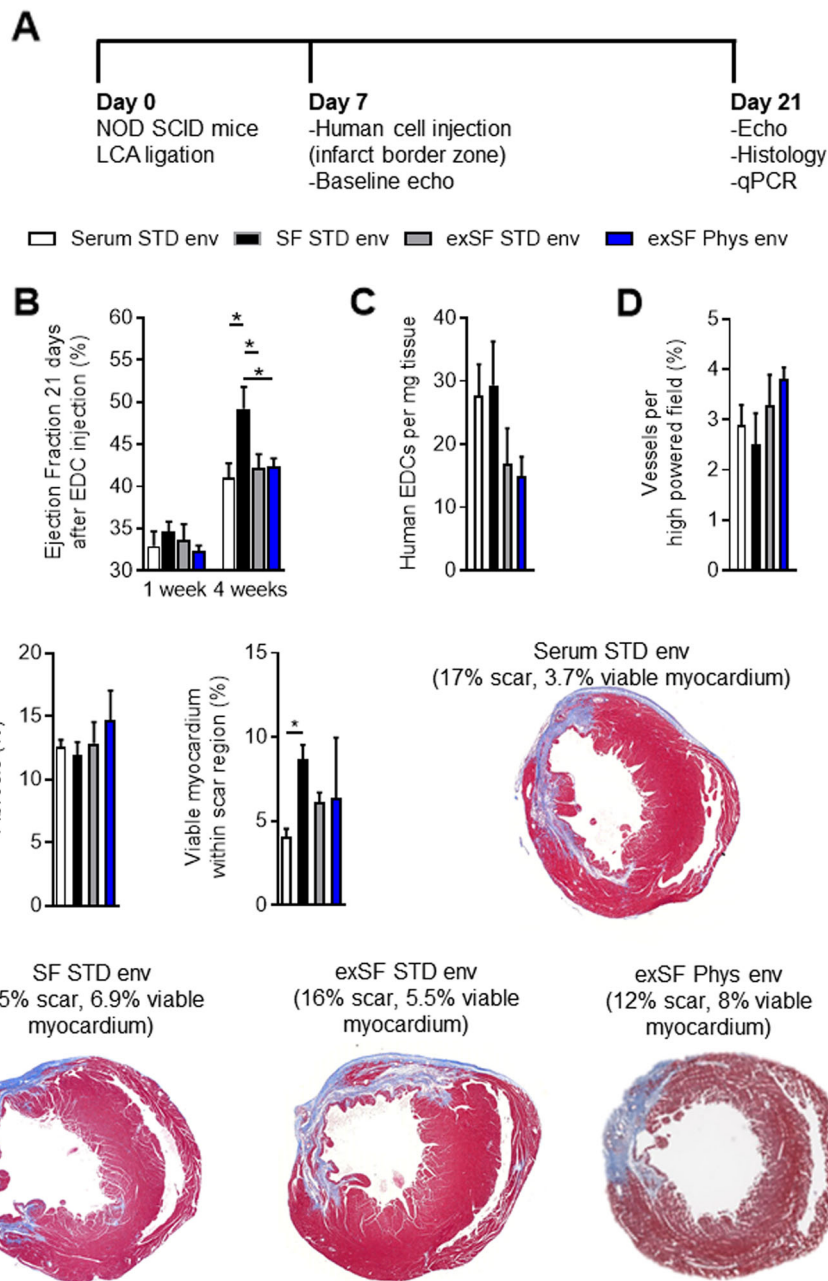 A
Day 0
NOD SCID mice
LCA ligation
Day 7
-Human cell injection
(infarct border zone)
-Baseline echo
Day 21
-Echo
-Histology
-qPCR
Serum STD env
SF STD env
exSF STD env
exSF Phys env
B
Ejection Fraction 21 days
after EDC injection (%)
60
55
50
45
40
35
30
*
*
*
1 week
4 weeks
C
Human EDCs per mg tissue
40
30
20
10
0
D
Vessels per
high powered field (%)
5
4
3
2
1
0
20
15
10
5
0
Viable myocardium
within scar region (%)
15
10
5
0
*
Serum STD env
(17% scar, 3.7% viable myocardium)
SF STD env
5% scar, 6.9% viable
myocardium)
exSF STD env
(16% scar, 5.5% viable
myocardium)
exSF Phys env
(12% scar, 8% viable
myocardium)